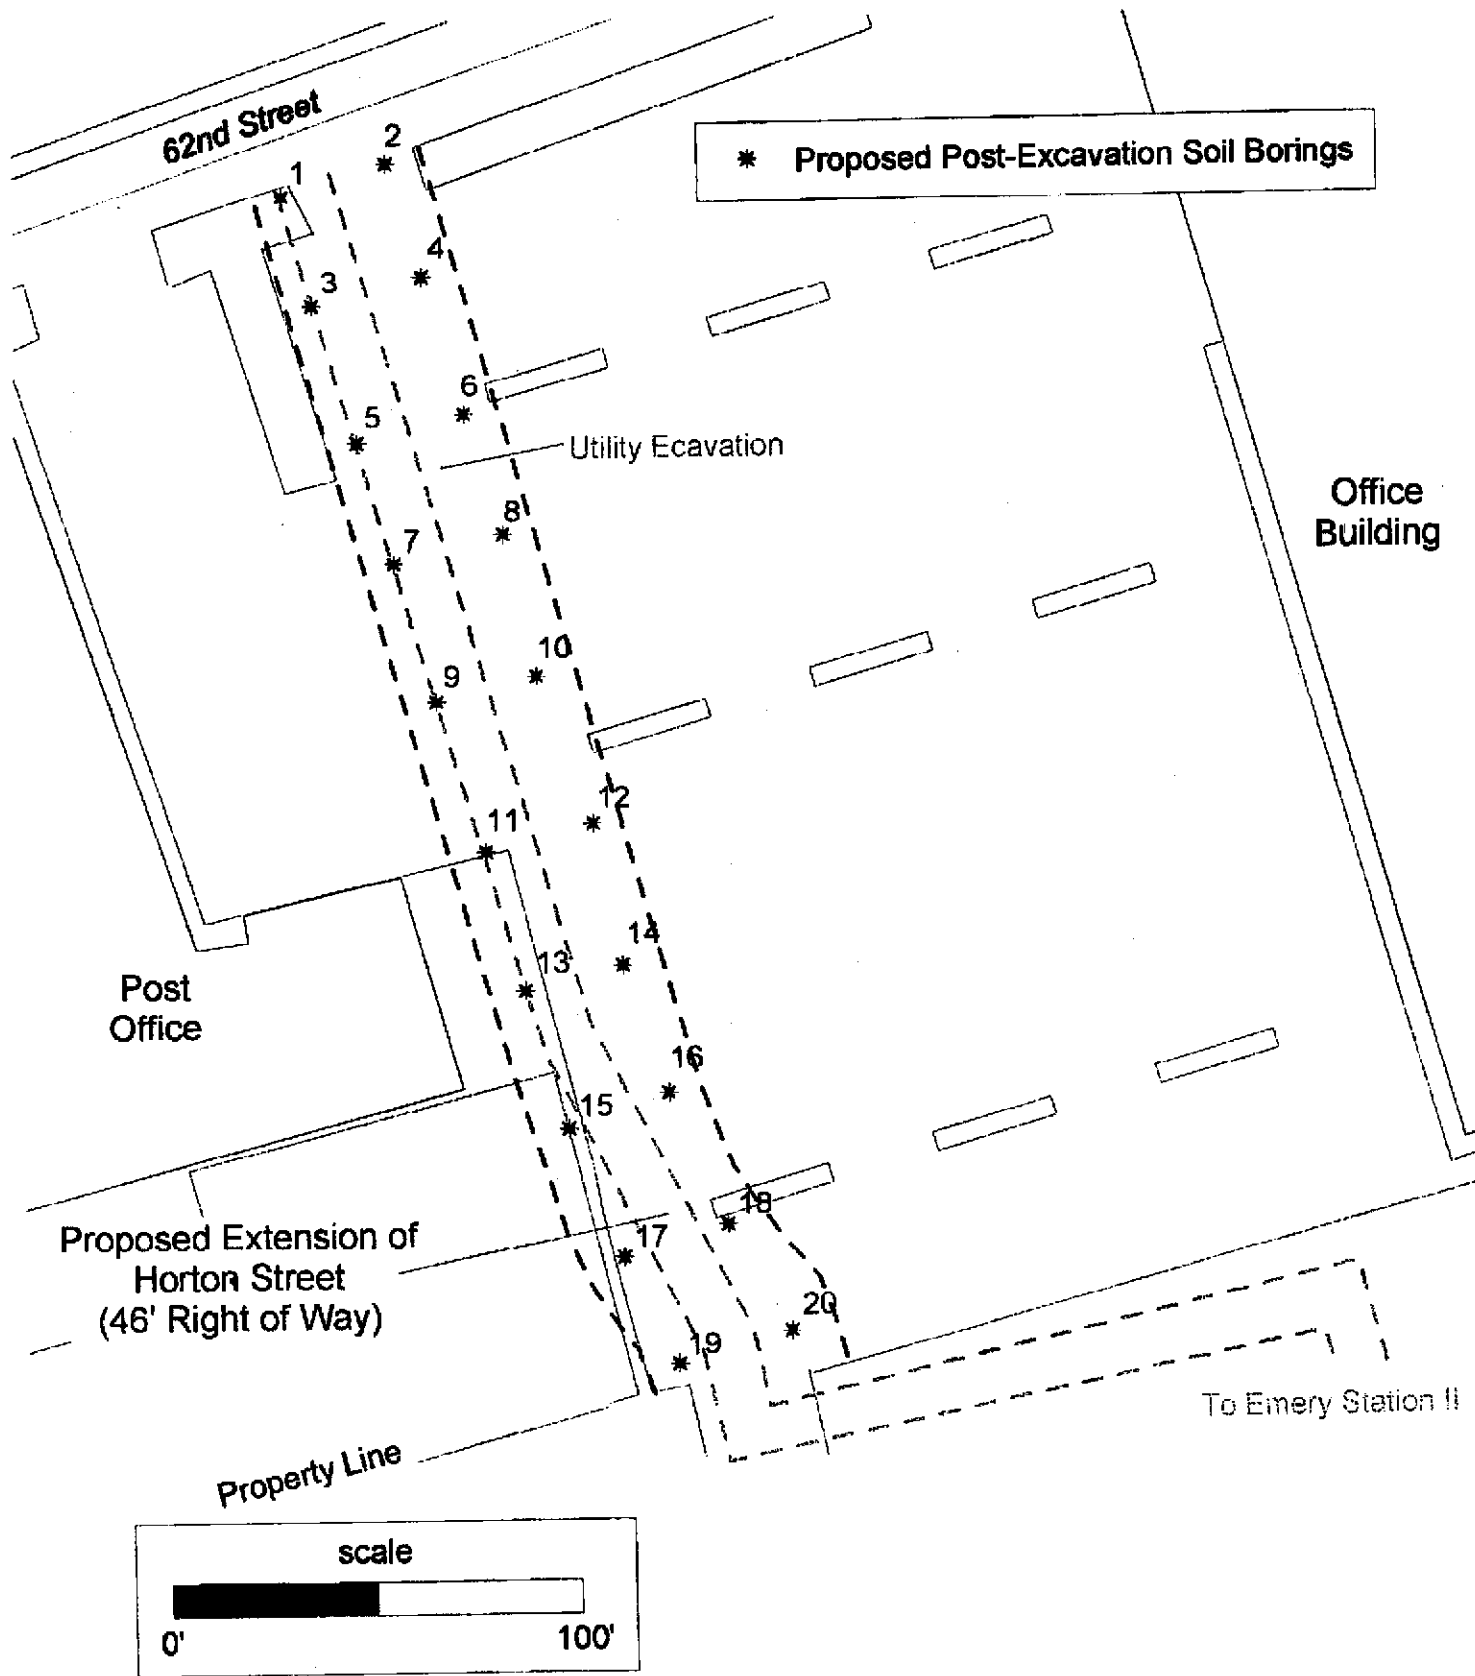 62nd Street
* Proposed Post-Excavation Soil Borings
1
2
3
4
5
6
Utility Ecavation
7
8
Office
Building
9
10
11
12
13
14
Post
Office
15
16
Proposed Extension of
Horton Street
(46' Right of Way)
17
18
19
20
To Emery Station II
Property Line
scale
0'
100'